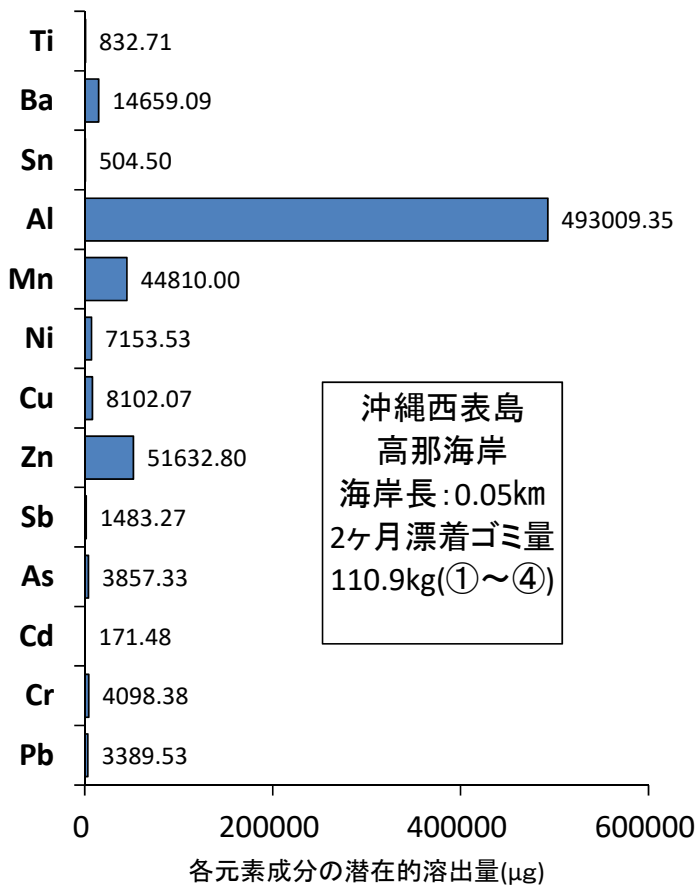 Ti 832.71
Ba 14659.09
Sn 504.50
Al 493009.35
Mn 44810.00
Ni 7153.53
Cu 8102.07
Zn 51632.80
Sb 1483.27
As 3857.33
Cd 171.48
Cr 4098.38
Pb 3389.53
沖縄西表島
高那海岸
海岸長:0.05km
2ヶ月漂着ゴミ量
110.9kg(①~④)
0 200000 400000 600000
各元素成分の潜在的溶出量(μg)